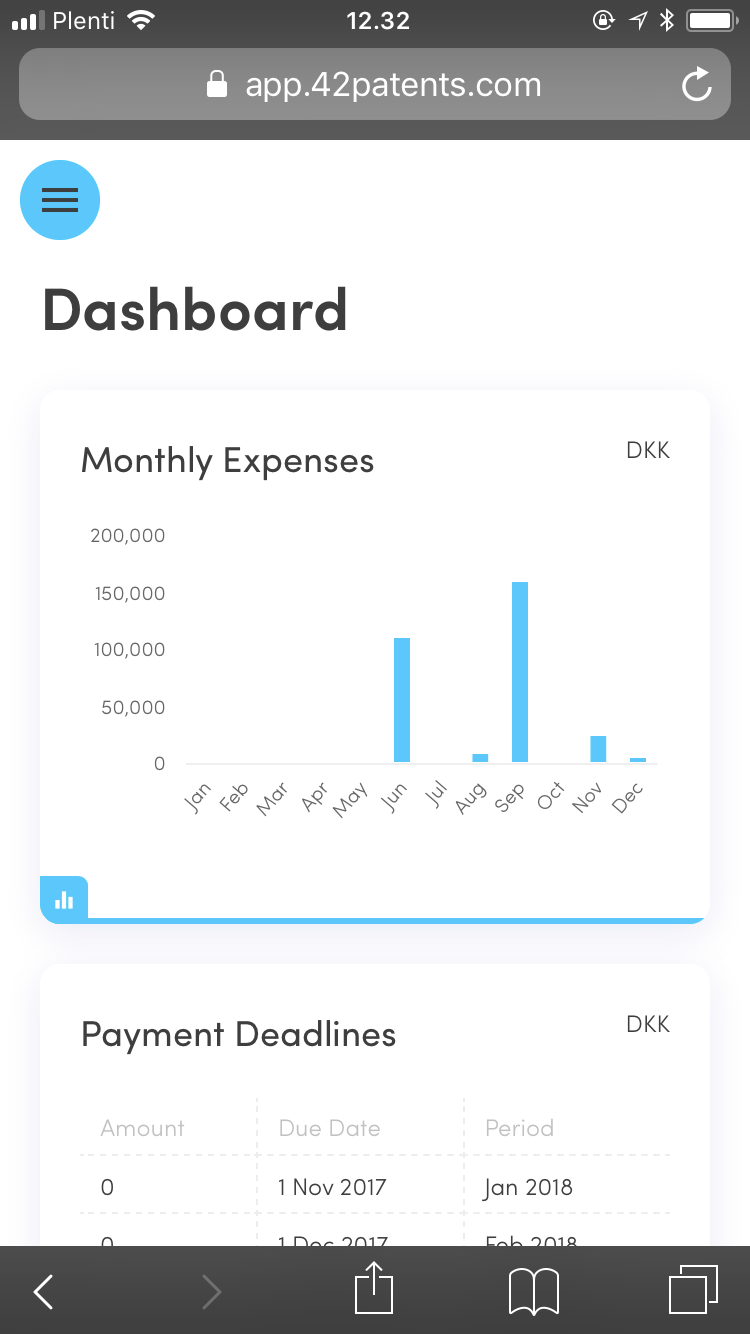 Plenti 12.32
app.42patents.com
Dashboard
Monthly Expenses DKK
200,000
150,000
100,000
50,000
0
Jan Feb Mar Apr May Jun Jul Aug Sep Oct Nov Dec
Payment Deadlines DKK
Amount Due Date Period
0 1 Nov 2017 Jan 2018
0 1 Dec 2017 Feb 2018